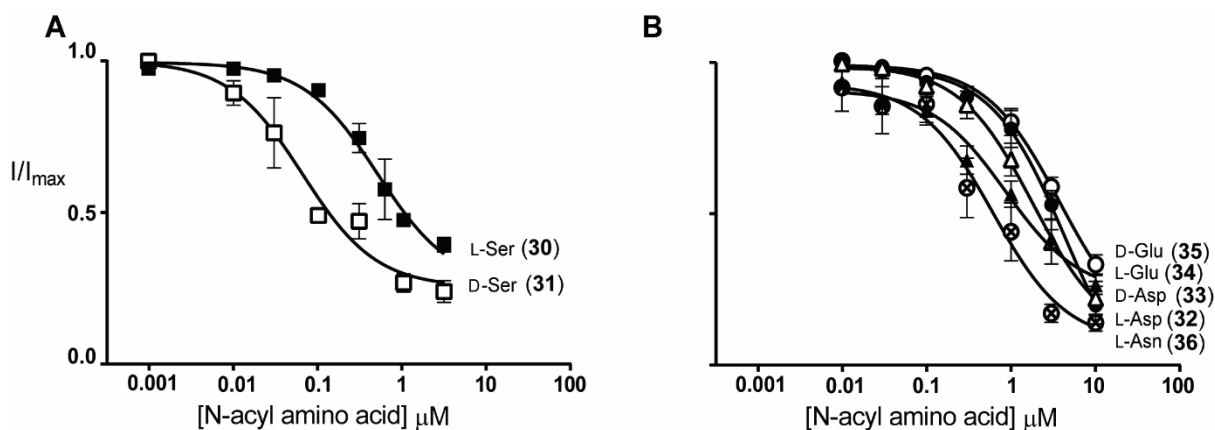 A
B
1.0
I/Imax
0.5
0.0
L-Ser (30)
D-Ser (31)
0.001 0.01 0.1 1 10 100
[N-acyl amino acid] μM
D-Glu (35)
L-Glu (34)
D-Asp (33)
L-Asp (32)
L-Asn (36)
0.001 0.01 0.1 1 10 100
[N-acyl amino acid] μM